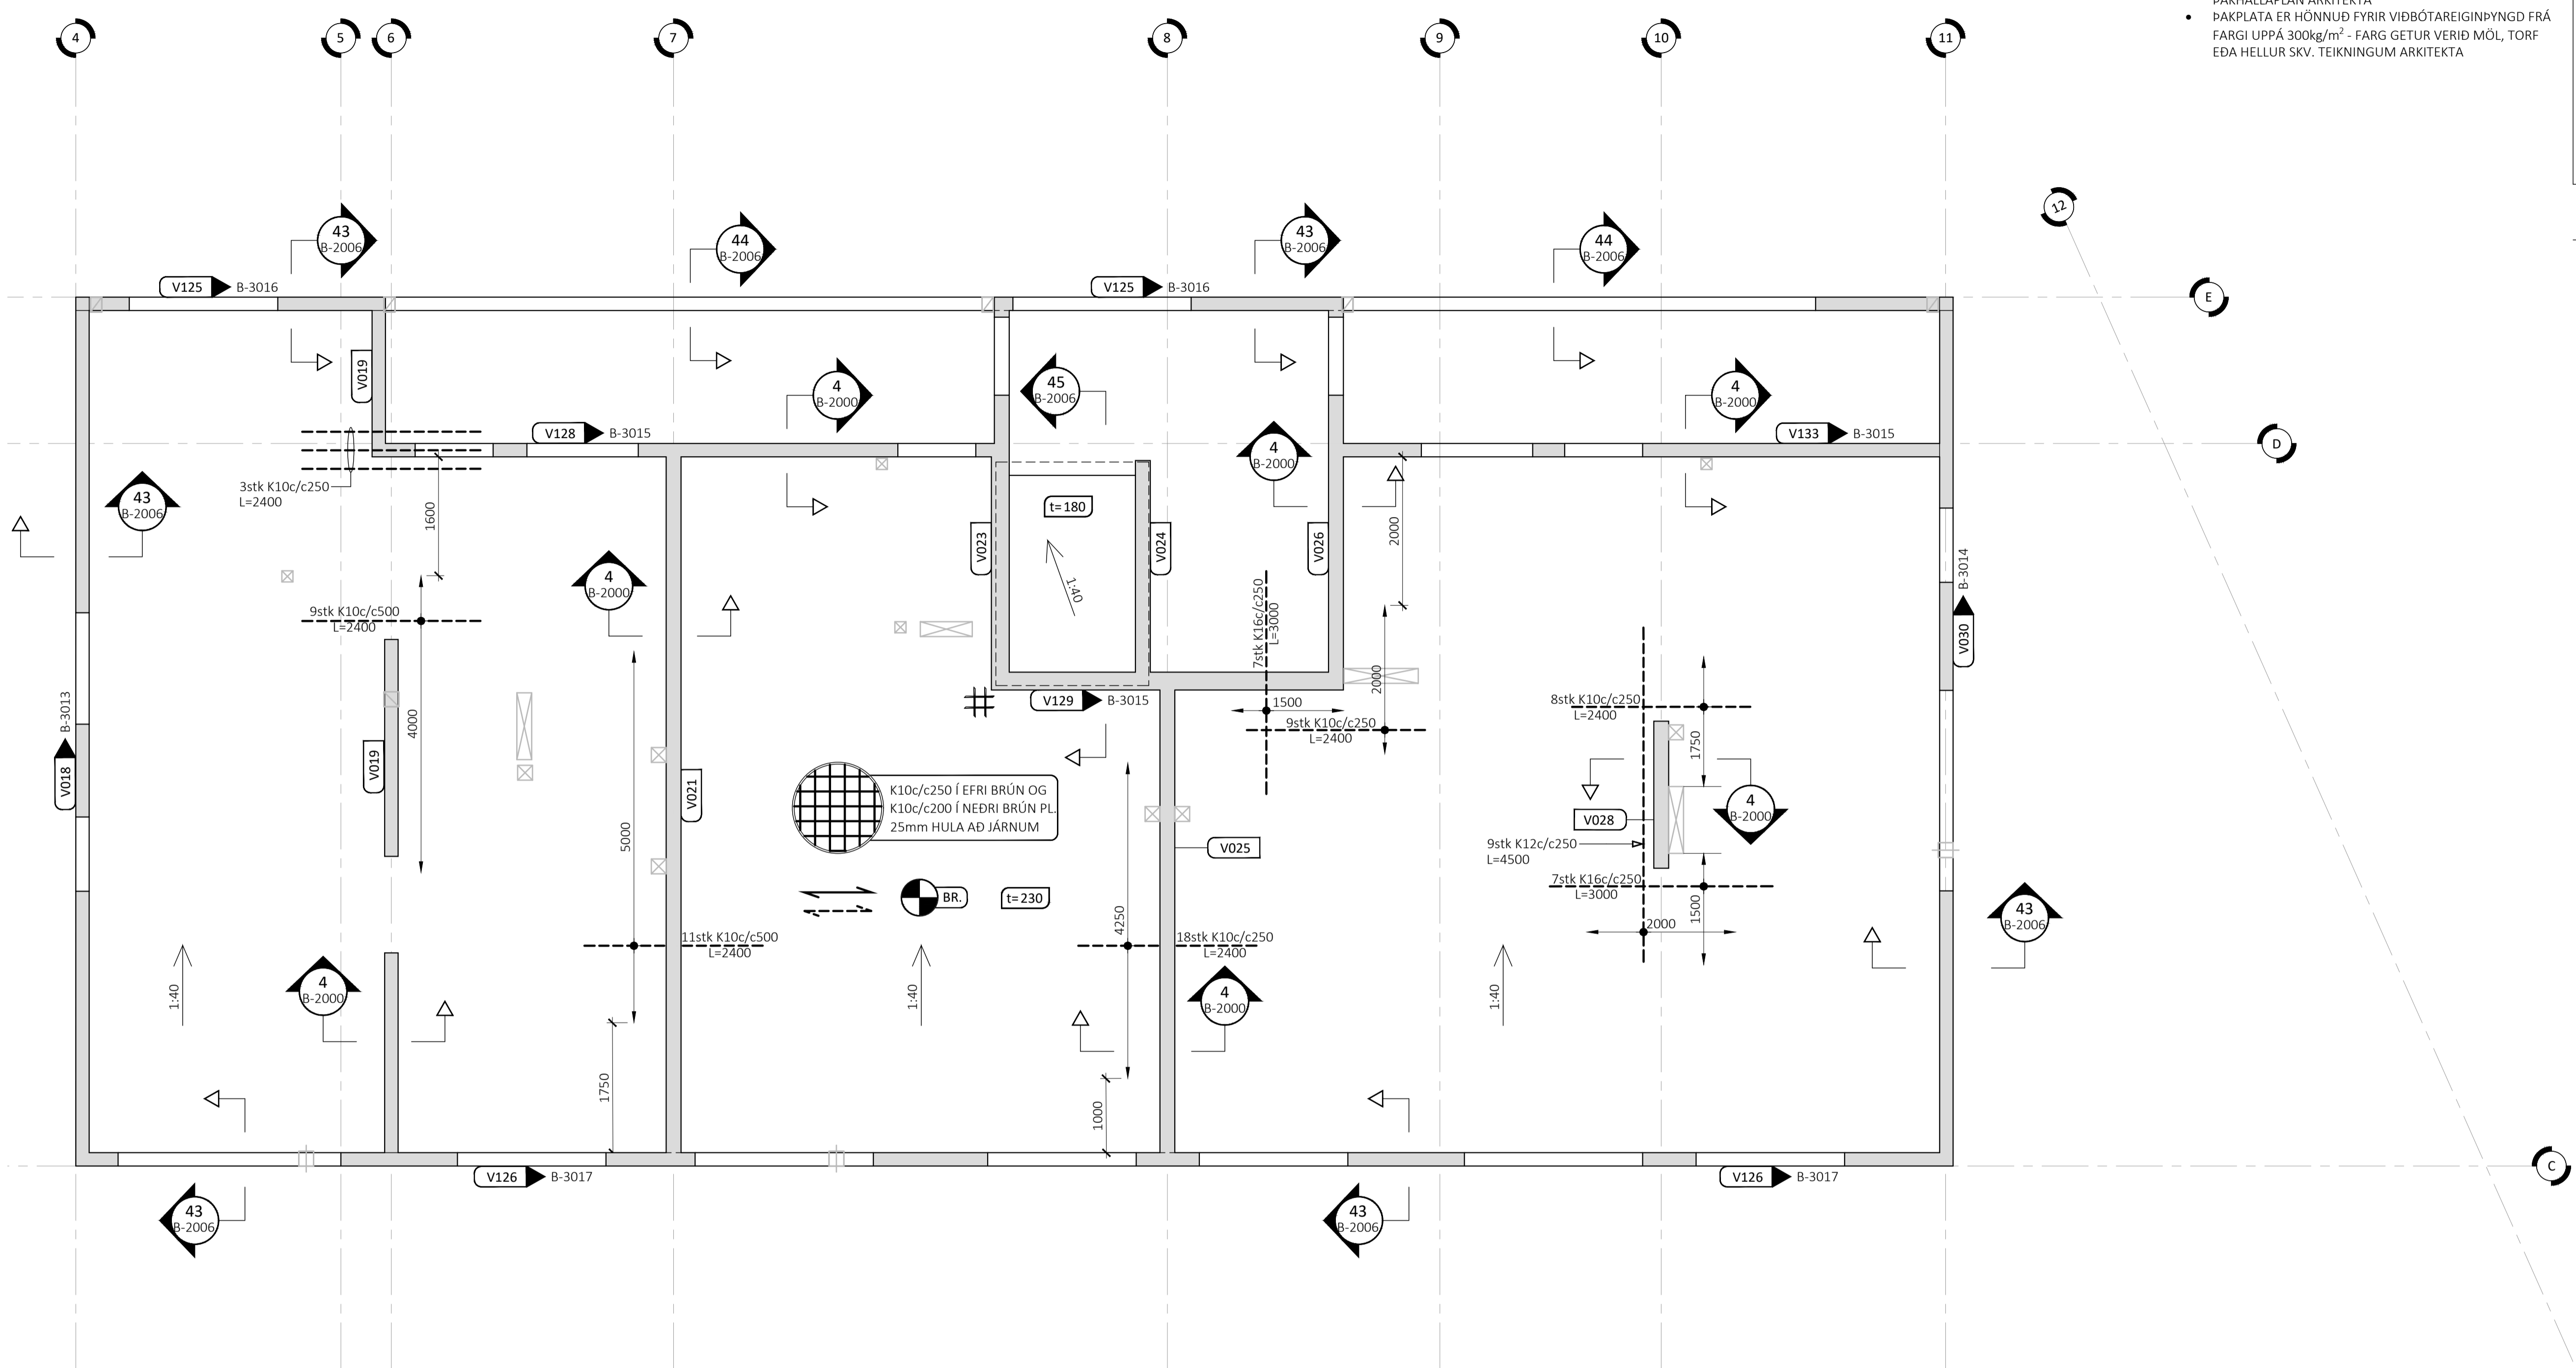 ÞAKHALLAPLAN ARKITEKTA
• ÞAKPLATA ER HÖNNUÐ FYRIR VIÐBÓTAREIGINÞYNGD FRÁ
FARGI UPPÁ 300kg/m² - FARG GETUR VERIÐ MÖL, TORF
EÐA HELLUR SKV. TEIKNINGUM ARKITEKTA
4
5
6
7
8
9
10
11
12
43
B-2006
44
B-2006
43
B-2006
44
B-2006
V125
B-3016
V125
B-3016
E
V019
4
B-2000
45
B-2006
4
B-2000
V128
B-3015
V133
B-3015
D
4
B-2000
3stk K10c/c250
L=2400
43
B-2006
1600
t=180
V023
V024
V026
2000
1:40
B-3014
V030
4
B-2000
9stk K10c/c500
L=2400
7stk K16c/c250
L=3000
B-3013
V018
4000
V019
V129
B-3015
1500
2000
9stk K10c/c250
L=2400
8stk K10c/c250
L=2400
1750
V021
K10c/c250 Í EFRI BRÚN OG
K10c/c200 Í NEÐRI BRÚN PL.
25mm HULA AÐ JÁRNUM
V028
4
B-2000
5000
V025
9stk K12c/c250
L=4500
BR.
t=230
7stk K16c/c250
L=3000
1500
2000
4250
43
B-2006
11stk K10c/c500
L=2400
18stk K10c/c250
L=2400
4
B-2000
4
B-2000
1:40
1:40
1:40
1750
1000
V126
B-3017
V126
B-3017
C
43
B-2006
43
B-2006